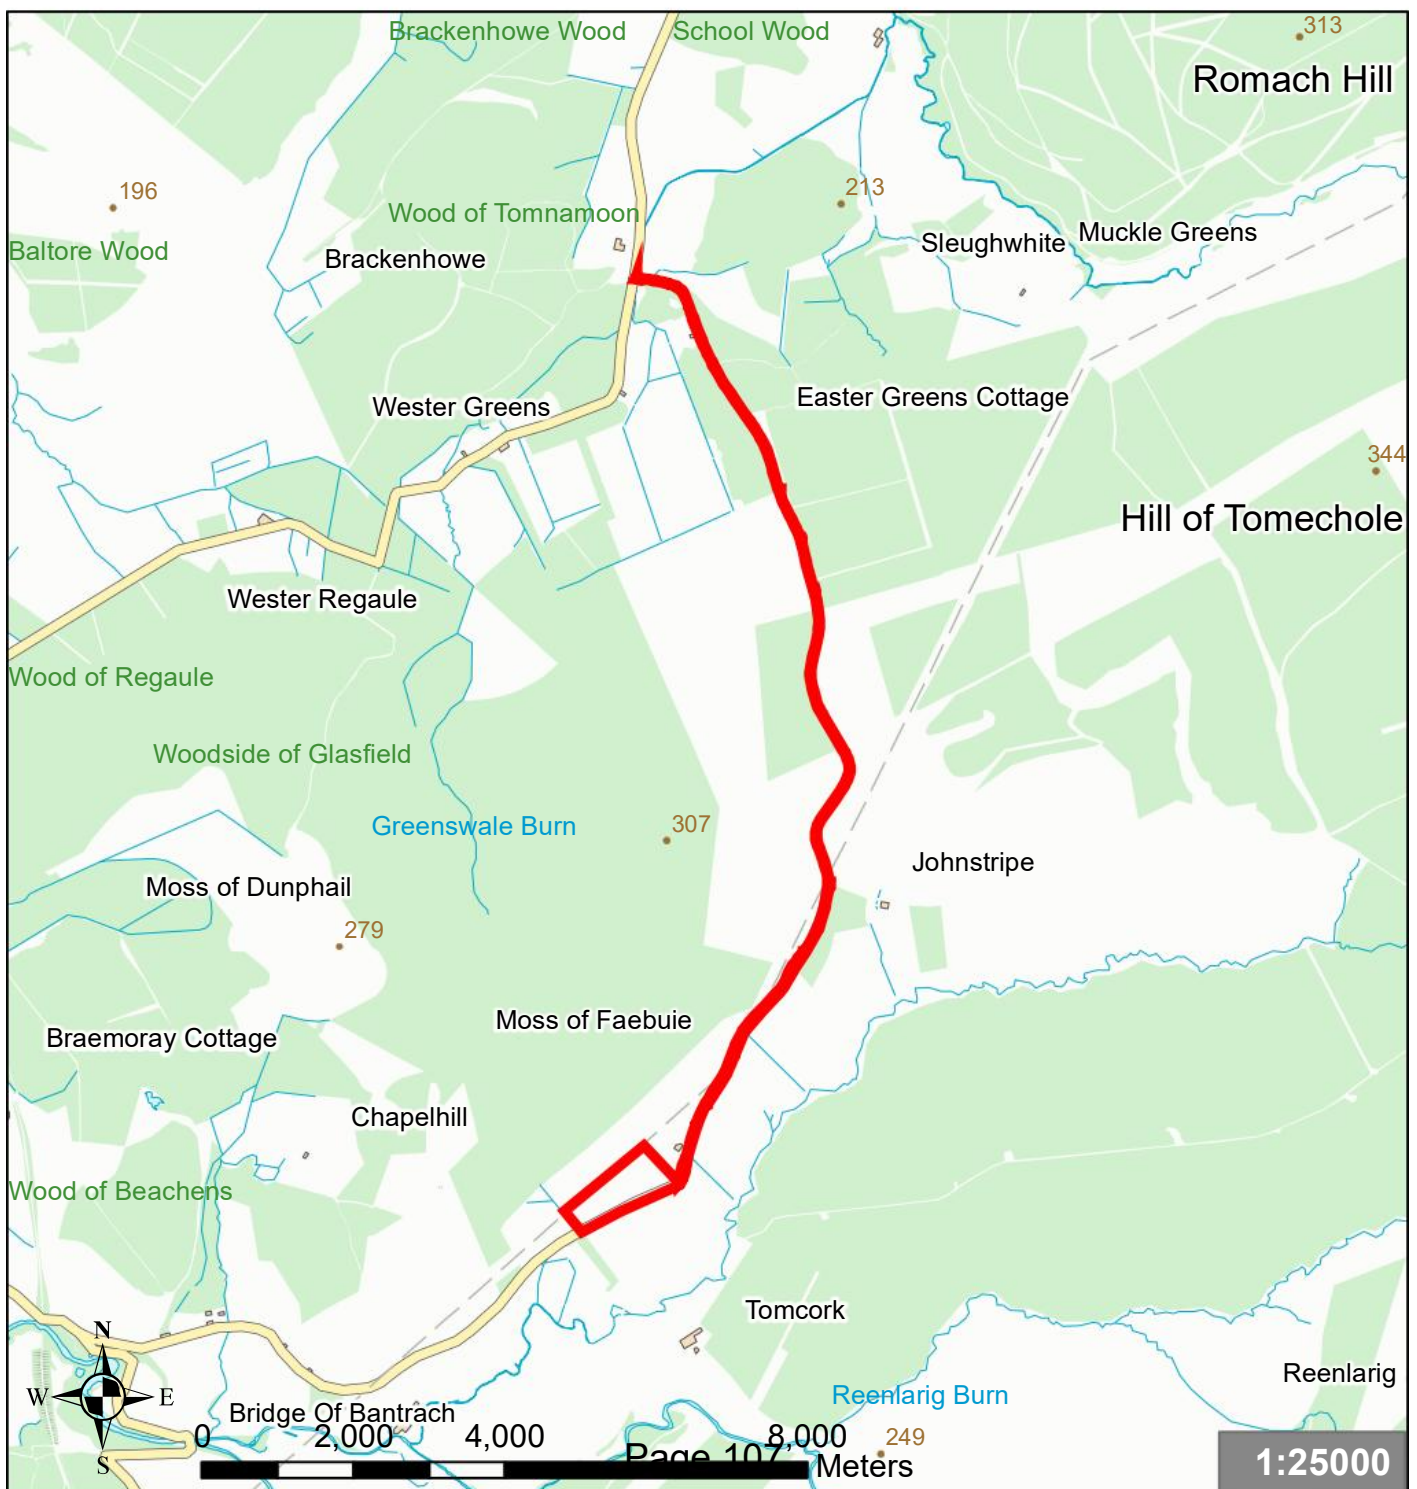 Brackenhowe Wood
School Wood
313
Romach Hill
196
213
Wood of Tomnamoon
Baltore Wood
Brackenhowe
Sleughwhite
Muckle Greens
Easter Greens Cottage
Wester Greens
344
Hill of Tomechole
Wester Regaule
Wood of Regaule
Woodside of Glasfield
Greenswale Burn
307
Johnstripe
Moss of Dunphail
279
Moss of Faebuie
Braemoray Cottage
Chapelhill
Wood of Beachens
Tomcork
N
W
E
S
Reenlarig
Reenlarig Burn
Bridge Of Bantrach
249
0 2,000 4,000 8,000
Page 107
Meters
1:25000